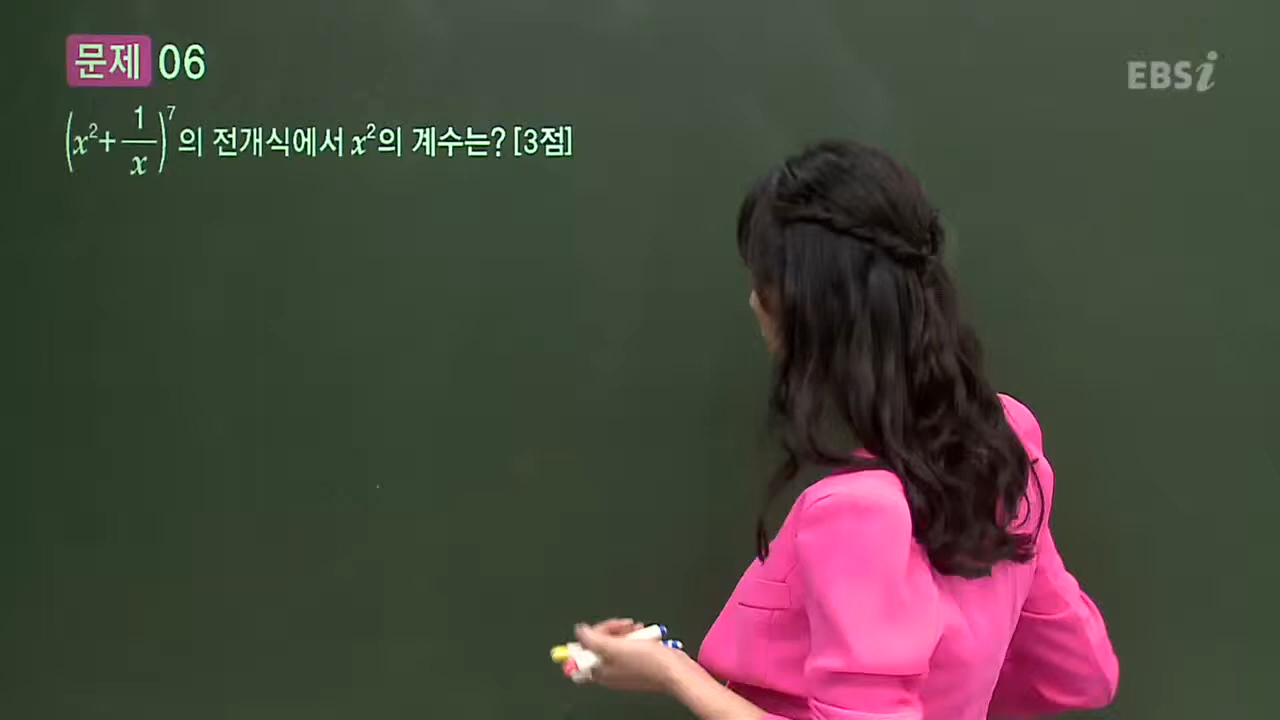 문제 06
EBSi
(x²+1/x)⁷의 전개식에서 x²의 계수는? [3점]